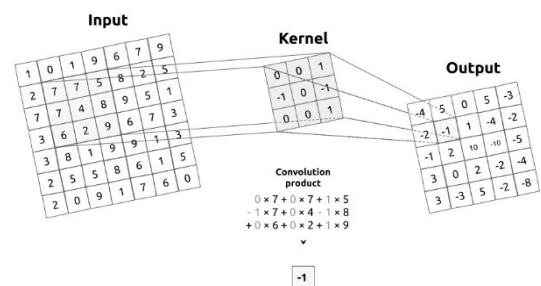 Input
1 0 1 9 6 7 9
2 7 7 5 8 2 5
7 7 4 8 9 5 1
3 6 2 9 6 7 3
3 8 1 9 9 1 3
2 5 5 8 6 1 5
2 0 9 1 7 6 0
Kernel
0 0 1
-1 0 -1
0 0 1
Output
-4 5 0 5 -3
-2 -1 1 -4 -2
-1 2 10 -10 -5
3 0 2 -2 -4
3 -3 5 -2 -8
Convolution
product
0 × 7 + 0 × 7 + 1 × 5
- 1 × 7 + 0 × 4 - 1 × 8
+ 0 × 6 + 0 × 2 + 1 × 9
-1